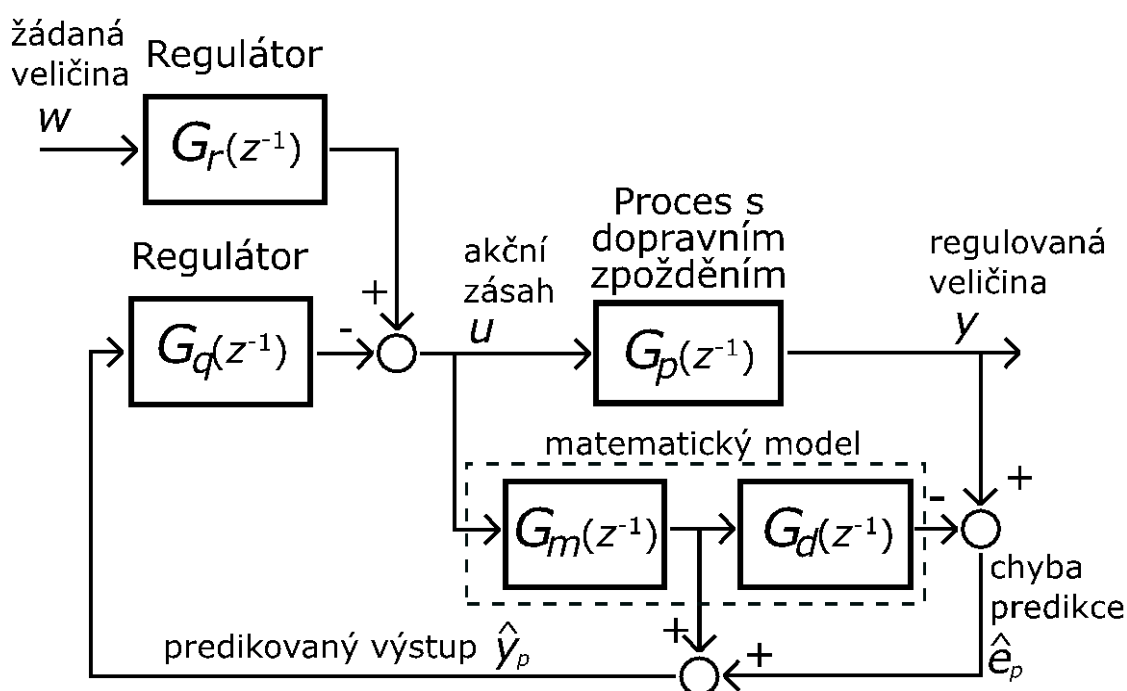 žádaná
veličina
w
Regulátor
Gr(z⁻¹)
Regulátor
Gq(z⁻¹)
+
-
akční
zásah
u
Proces s
dopravním
zpožděním
Gp(z⁻¹)
regulovaná
veličina
y
matematický model
Gm(z⁻¹)
Gd(z⁻¹)
-
+
chyba
predikce
êp
+
+
predikovaný výstup ŷp